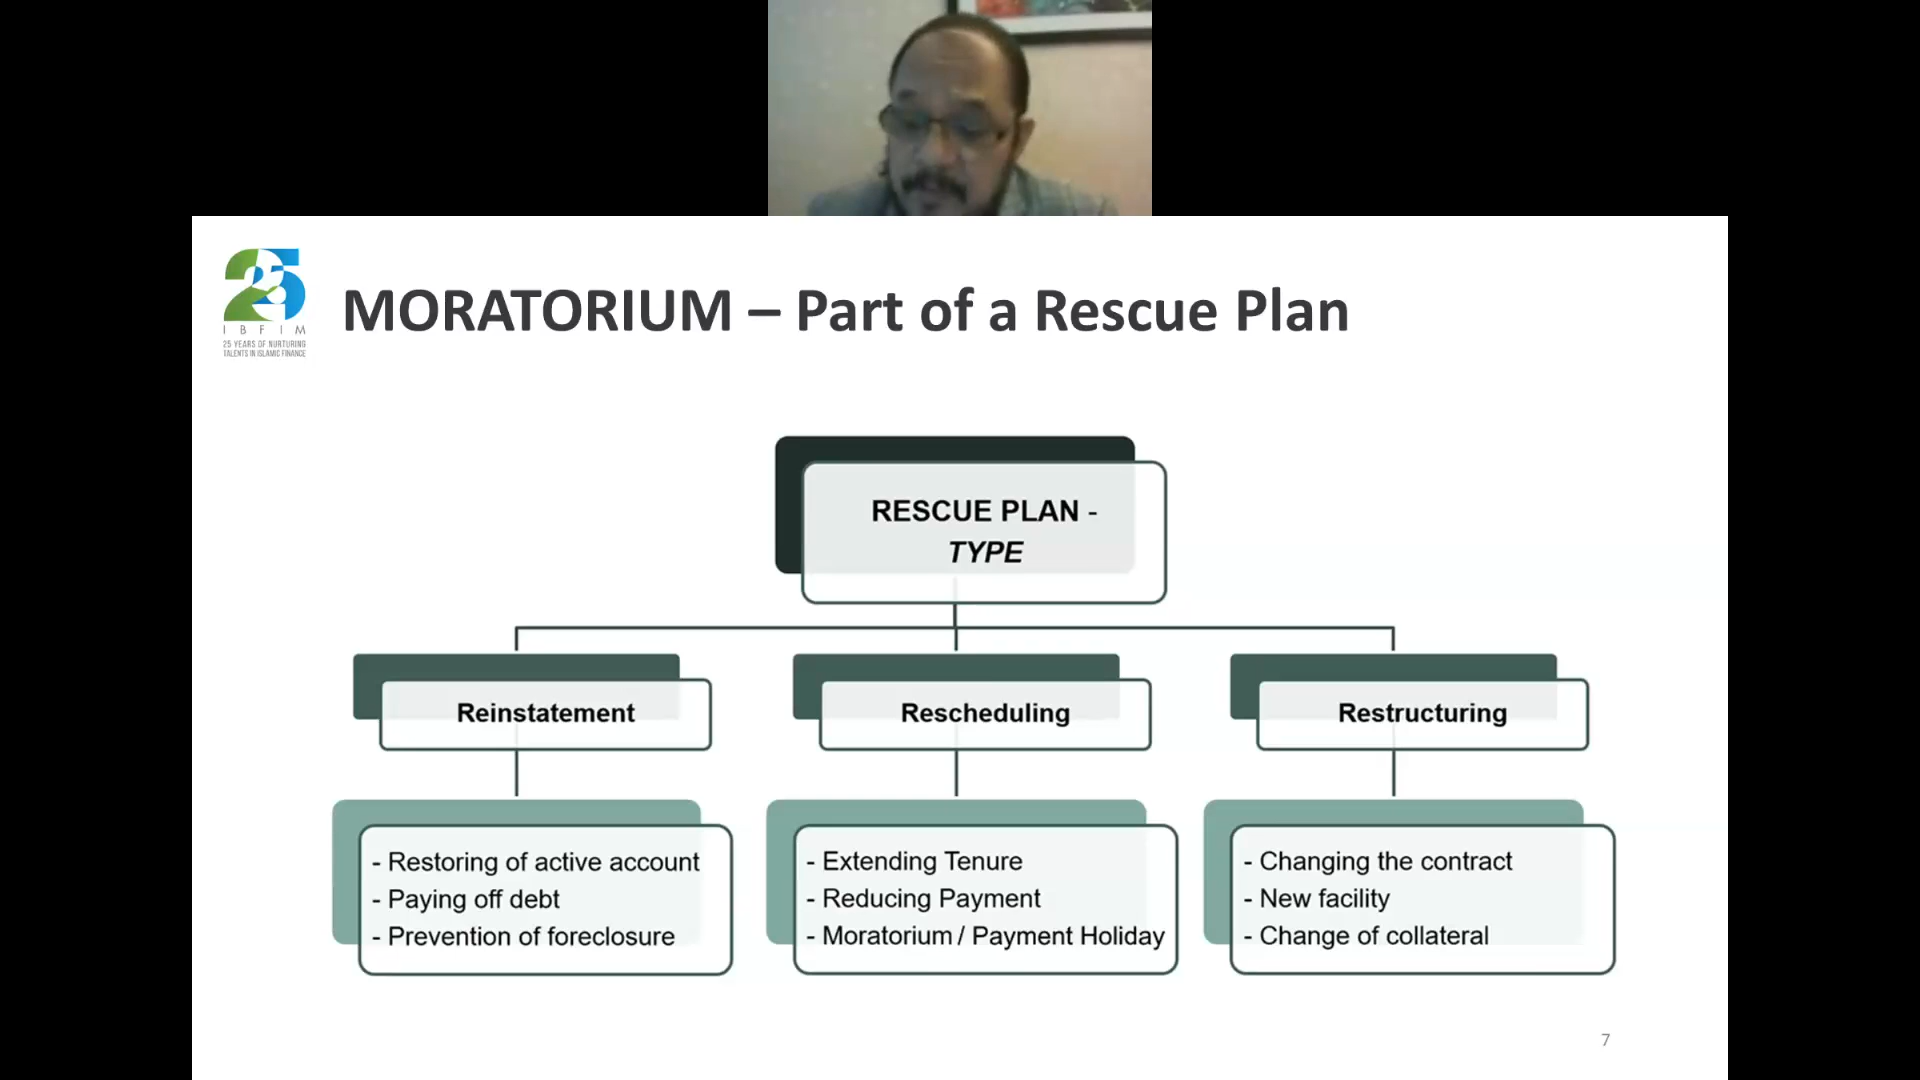 IBFIM
25 YEARS OF NURTURING
TALENTS IN ISLAMIC FINANCE
MORATORIUM – Part of a Rescue Plan
RESCUE PLAN -
TYPE
Reinstatement
Rescheduling
Restructuring
- Restoring of active account
- Paying off debt
- Prevention of foreclosure
- Extending Tenure
- Reducing Payment
- Moratorium / Payment Holiday
- Changing the contract
- New facility
- Change of collateral
7